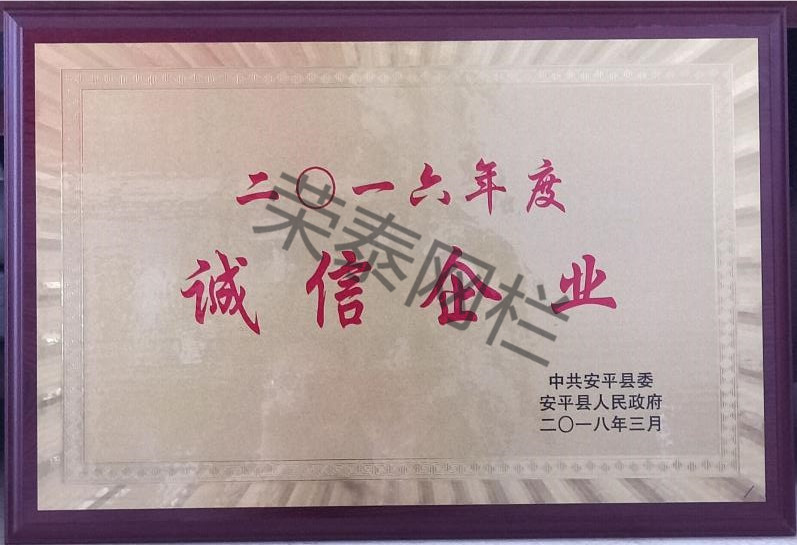 二〇一六年度
诚信企业
荣泰网栏
中共安平县委
安平县人民政府
二〇一八年三月